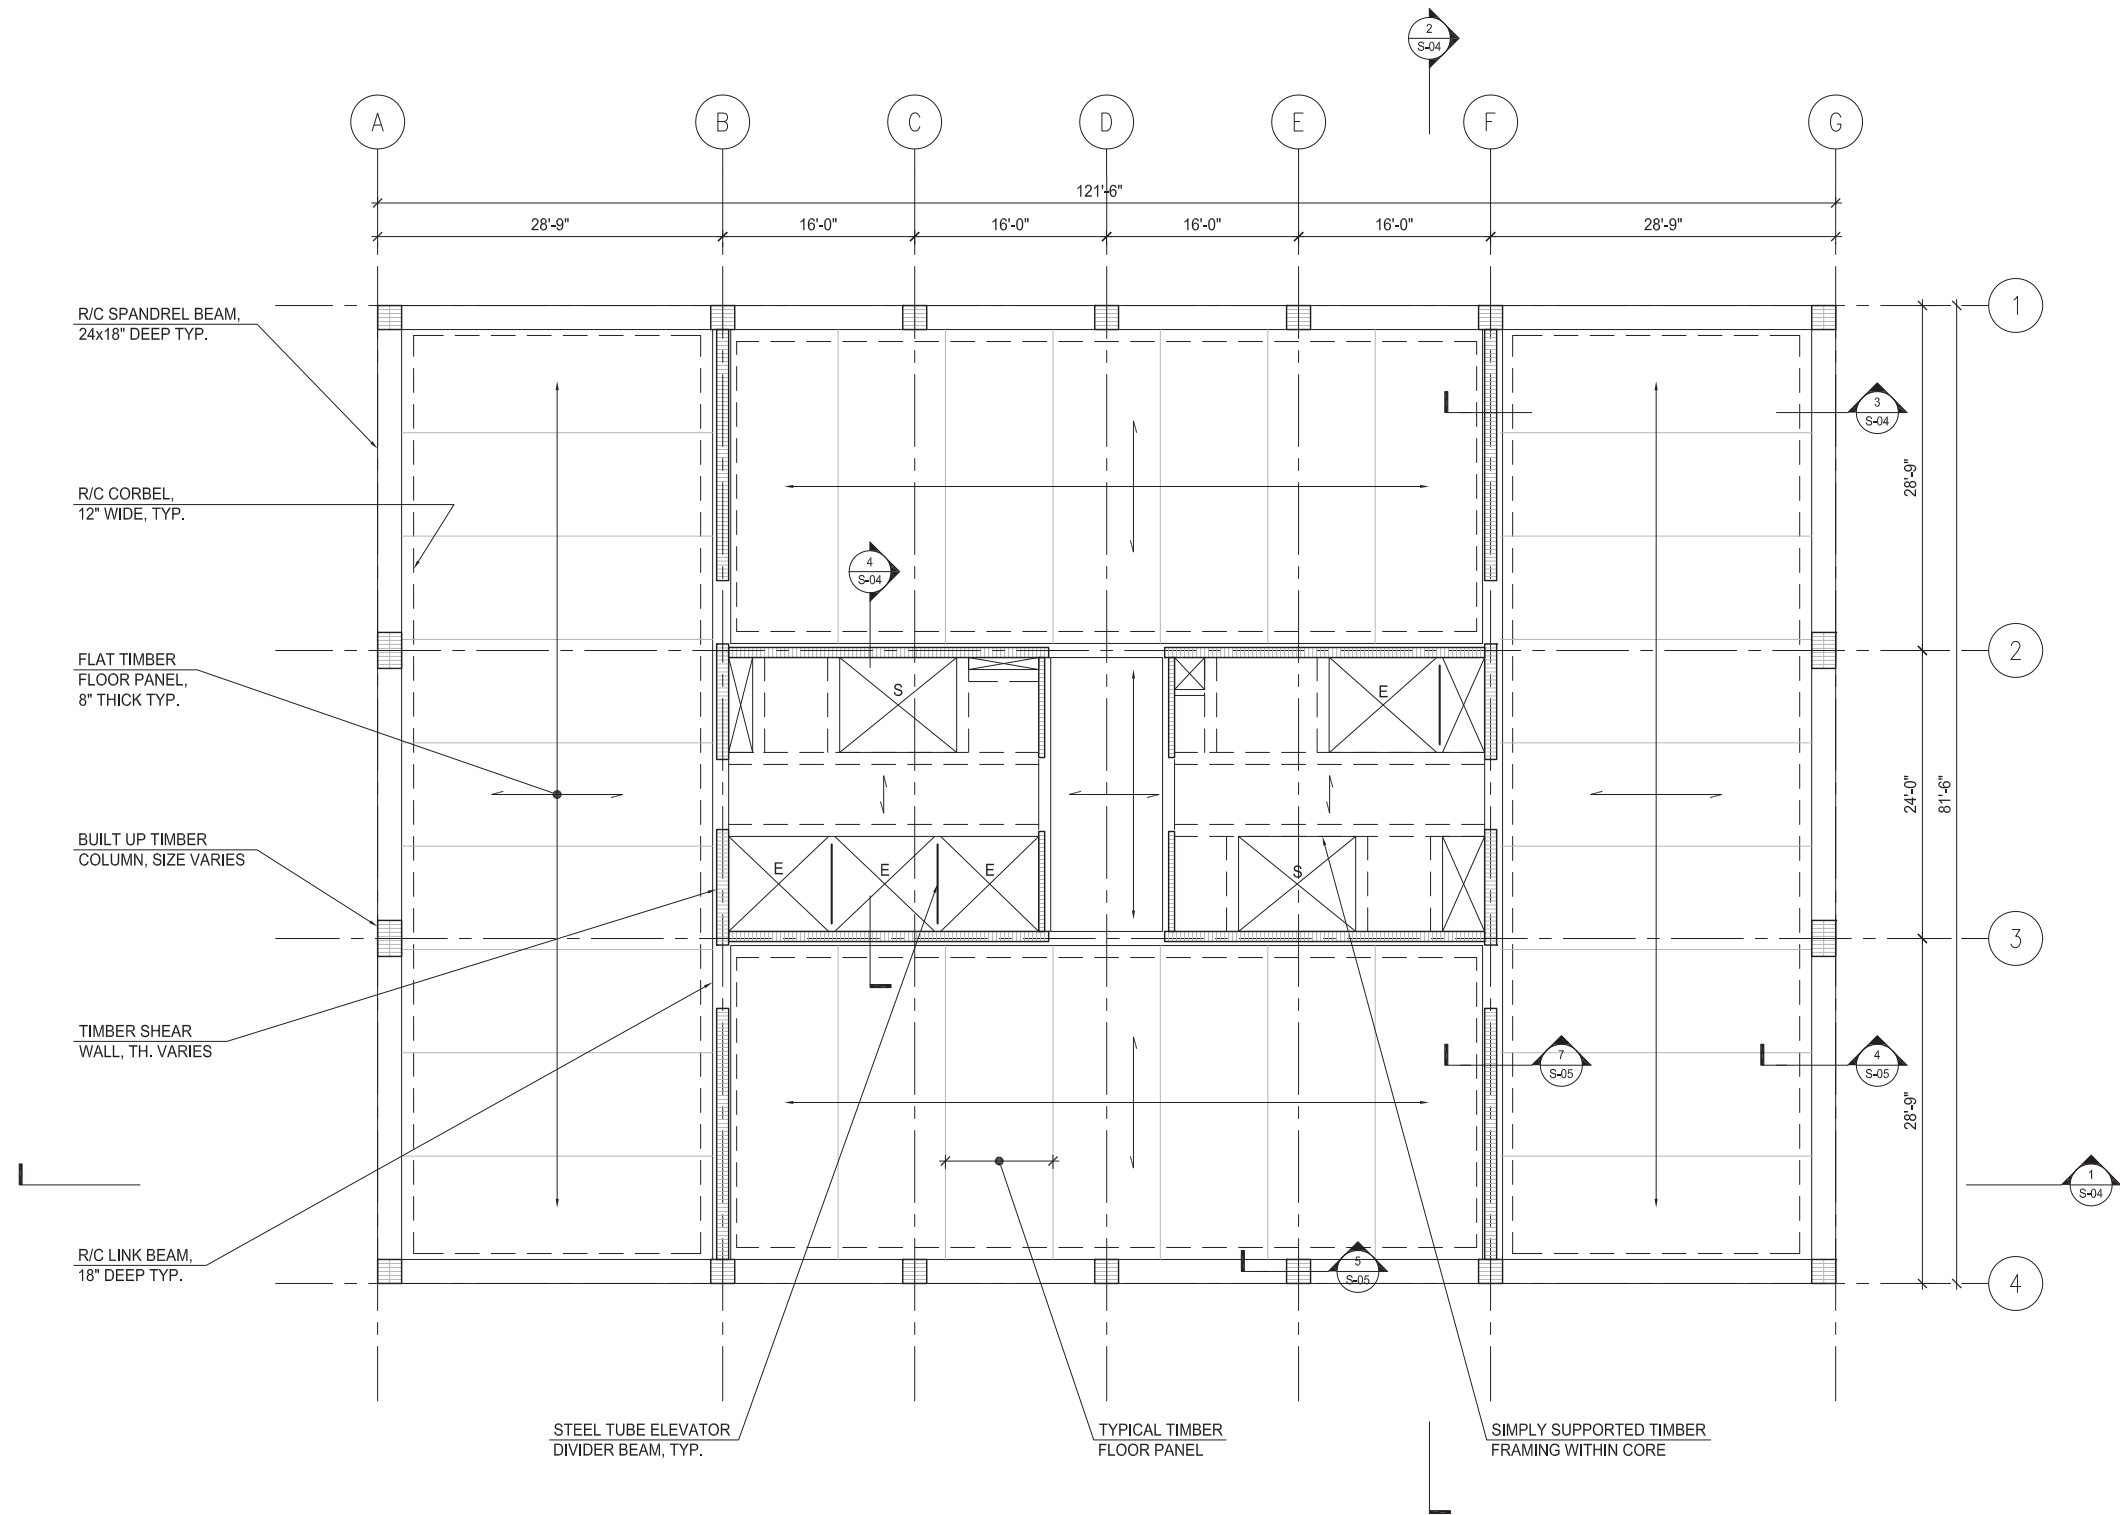 2
S-04
A
B
C
D
E
F
G
121'-6"
28'-9"
16'-0"
16'-0"
16'-0"
16'-0"
28'-9"
1
R/C SPANDREL BEAM,
24x18" DEEP TYP.
3
S-04
28'-9"
R/C CORBEL,
12" WIDE, TYP.
4
S-04
2
FLAT TIMBER
FLOOR PANEL,
8" THICK TYP.
S
E
24'-0"
81'-6"
BUILT UP TIMBER
COLUMN, SIZE VARIES
E
E
E
S
3
TIMBER SHEAR
WALL, TH. VARIES
7
S-05
4
S-05
28'-9"
1
S-04
R/C LINK BEAM,
18" DEEP TYP.
5
S-05
4
STEEL TUBE ELEVATOR
DIVIDER BEAM, TYP.
TYPICAL TIMBER
FLOOR PANEL
SIMPLY SUPPORTED TIMBER
FRAMING WITHIN CORE